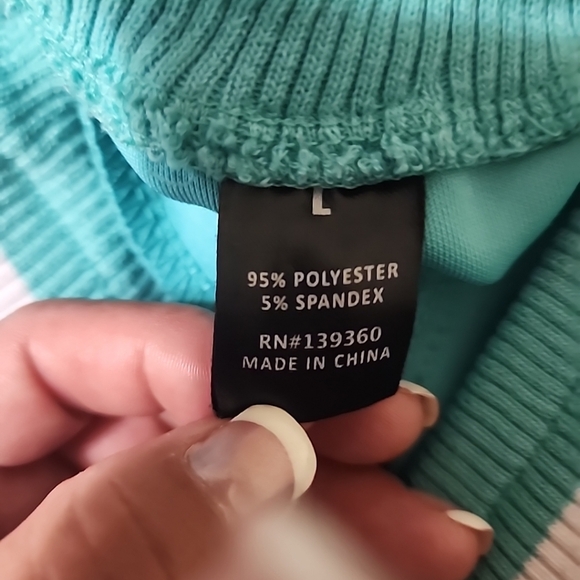 L
95% POLYESTER
5% SPANDEX
RN#139360
MADE IN CHINA